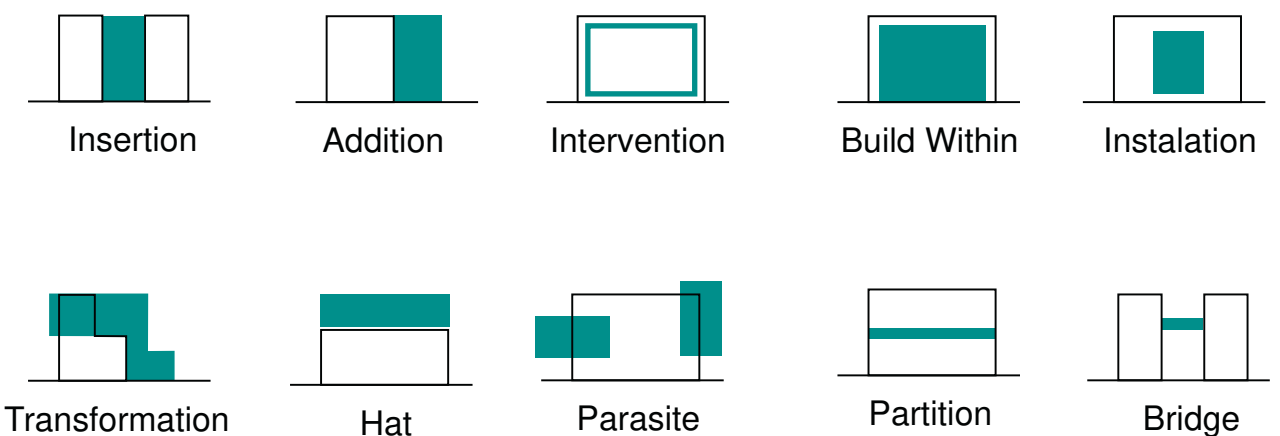 Insertion
Addition
Intervention
Build Within
Instalation
Transformation
Hat
Parasite
Partition
Bridge